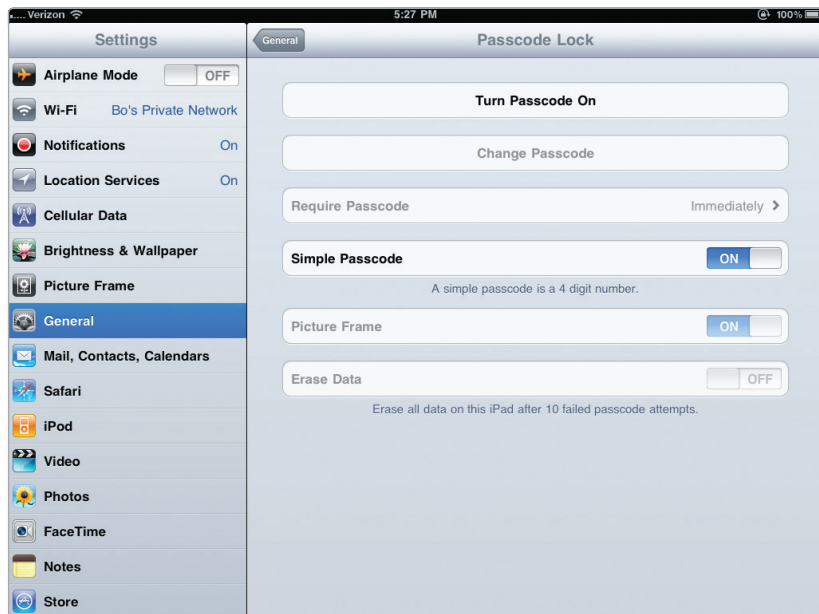 Verizon 5:27 PM 100%
Settings
General Passcode Lock
Airplane Mode OFF
Wi-Fi Bo's Private Network
Notifications On
Location Services On
Cellular Data
Brightness & Wallpaper
Picture Frame
General
Mail, Contacts, Calendars
Safari
iPod
Video
Photos
FaceTime
Notes
Store
Turn Passcode On
Change Passcode
Require Passcode Immediately
Simple Passcode ON
A simple passcode is a 4 digit number.
Picture Frame ON
Erase Data OFF
Erase all data on this iPad after 10 failed passcode attempts.